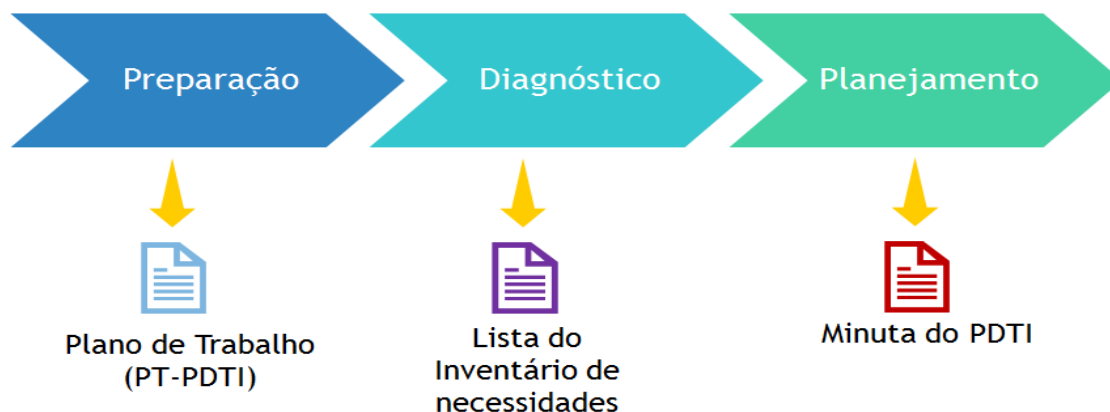 Preparação
Diagnóstico
Planejamento
Plano de Trabalho
(PT-PDTI)
Lista do
Inventário de
necessidades
Minuta do PDTI